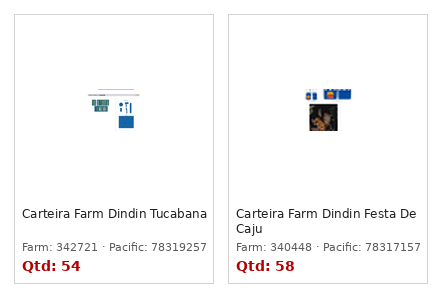 Carteira Farm Dindin Tucabana
Farm: 342721 · Pacific: 78319257
Qtd: 54
Carteira Farm Dindin Festa De
Caju
Farm: 340448 · Pacific: 78317157
Qtd: 58